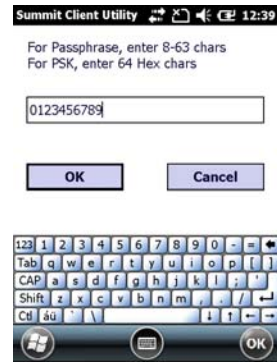 Summit Client Utility 12:39
For Passphrase, enter 8-63 chars
For PSK, enter 64 Hex chars
0123456789
OK Cancel
123 1 2 3 4 5 6 7 8 9 0 - =
Tab q w e r t y u i o p [ ]
CAP a s d f g h j k l ; '
Shift z x c v b n m , . /
Ctl áü ` \
OK